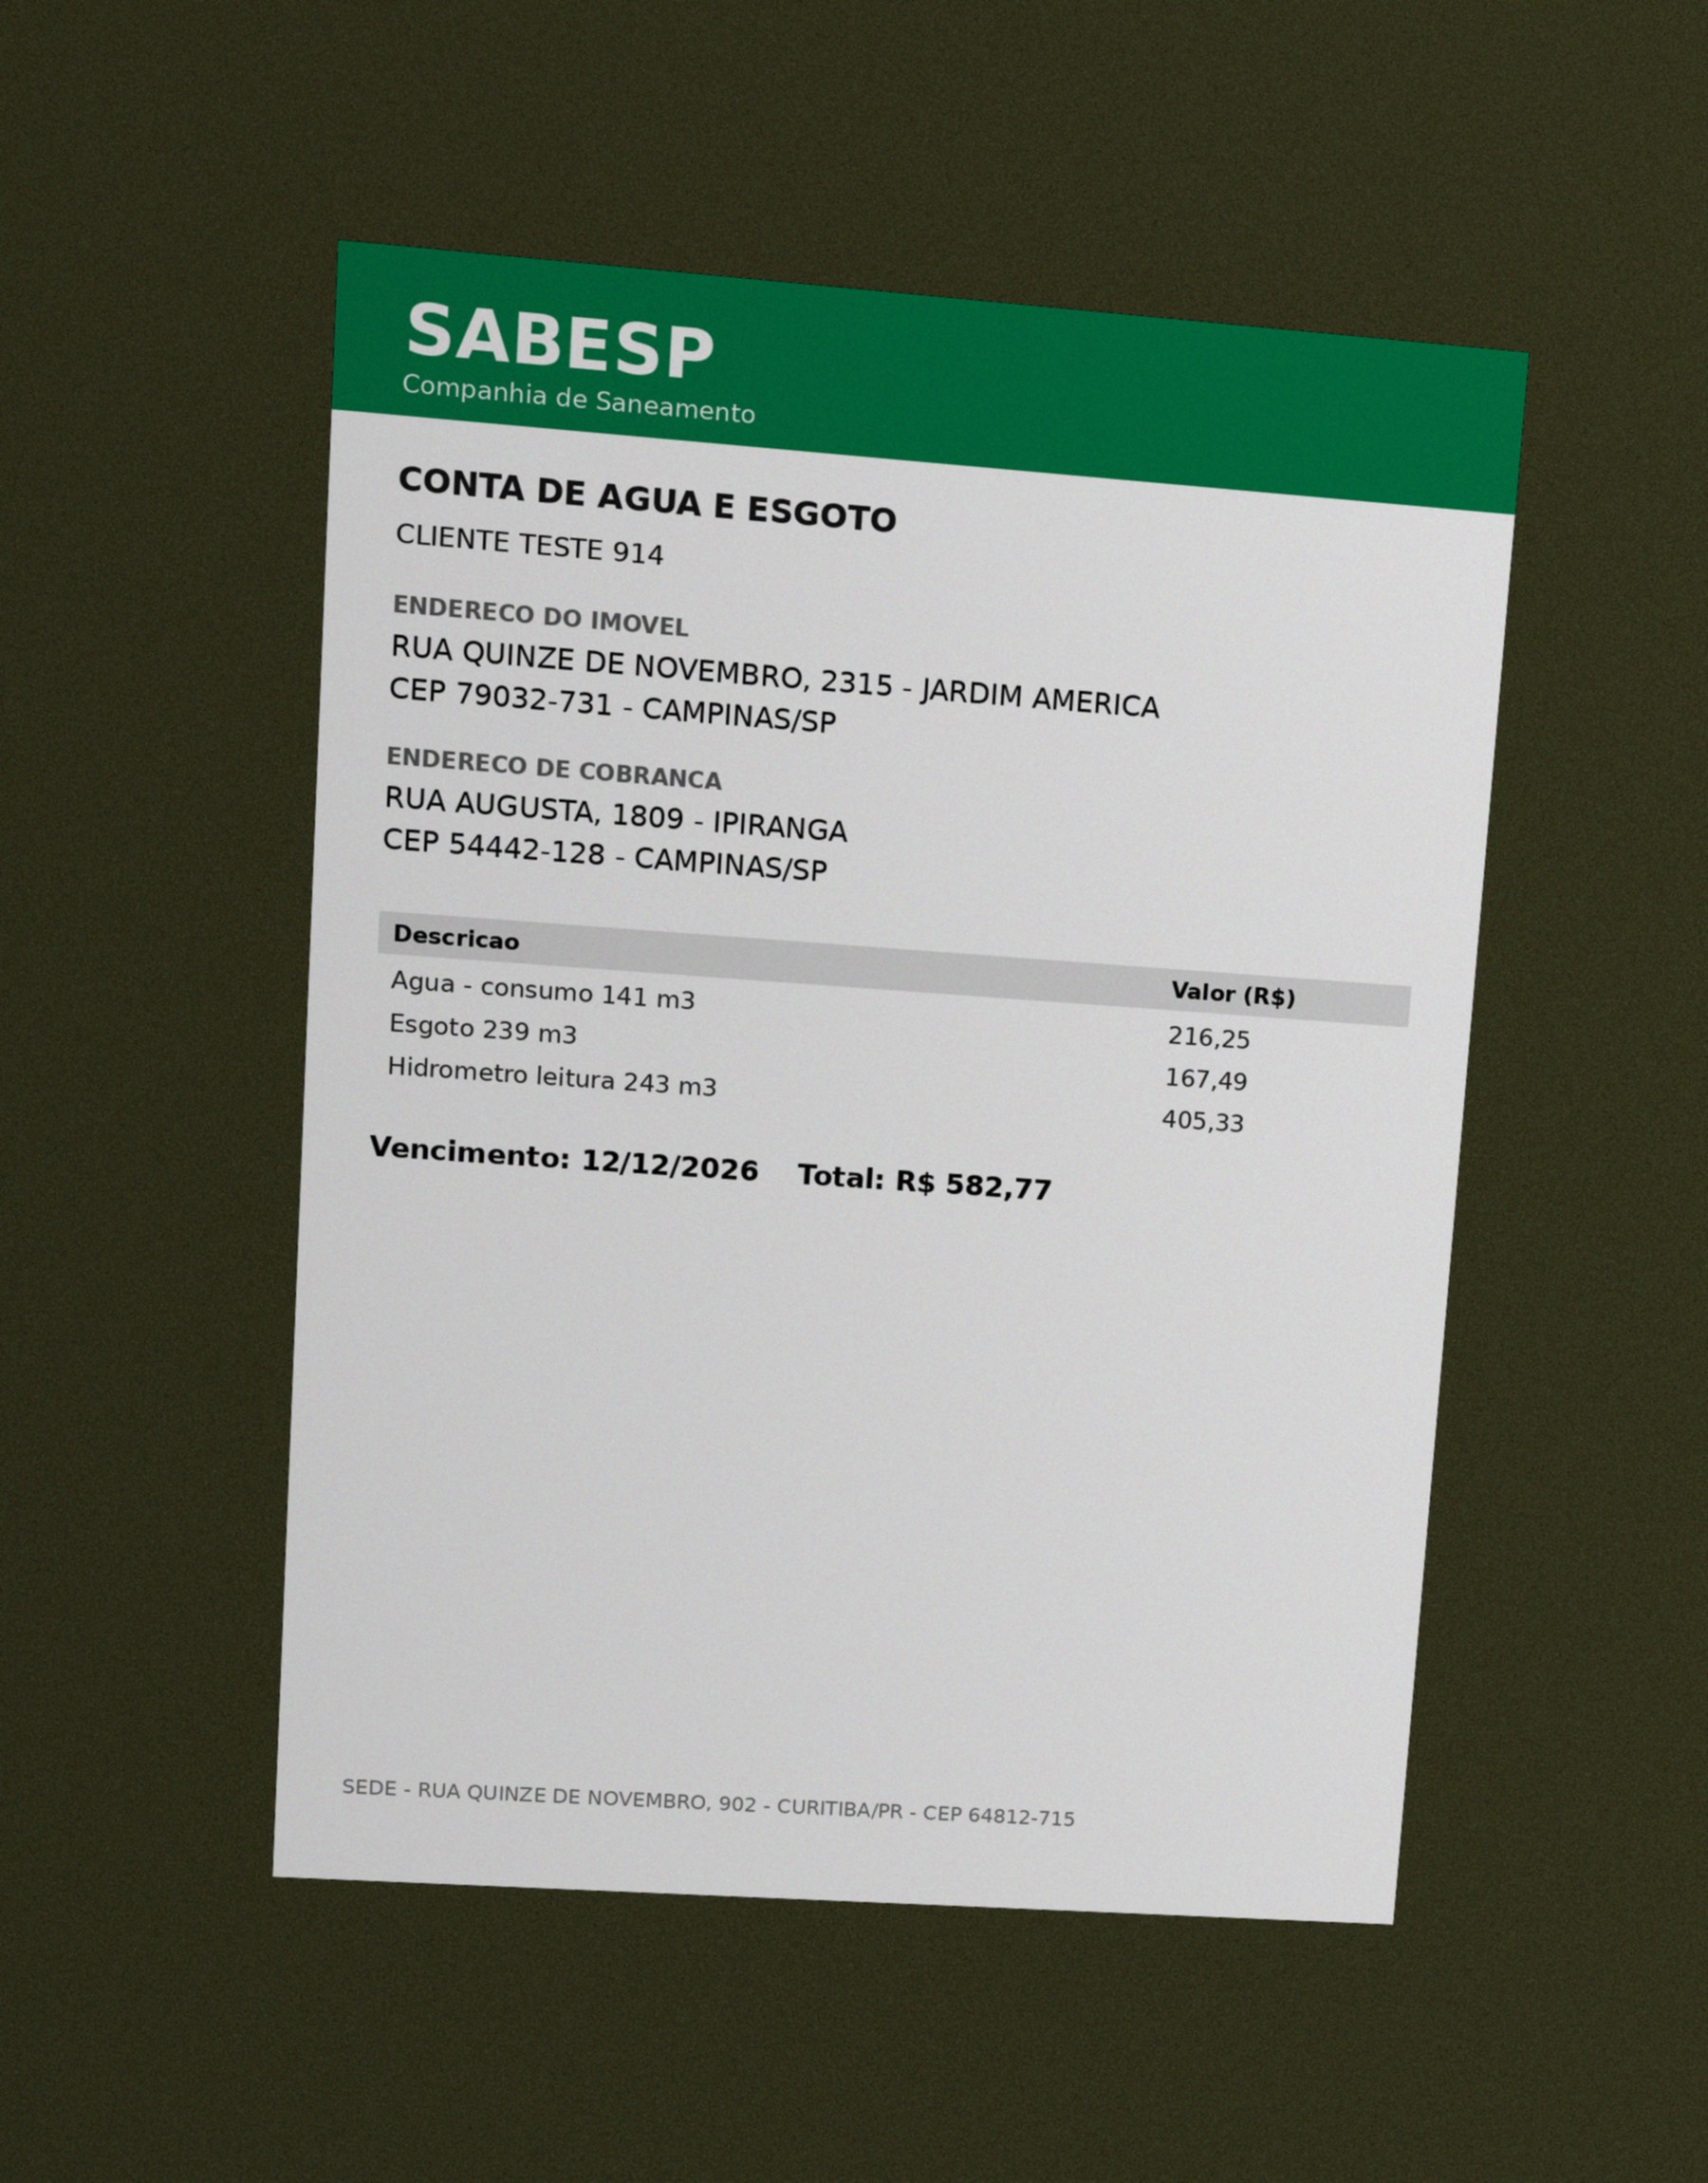 SABESP
Companhia de Saneamento
CONTA DE AGUA E ESGOTO
CLIENTE TESTE 914
ENDERECO DO IMOVEL
RUA QUINZE DE NOVEMBRO, 2315 - JARDIM AMERICA
CEP 79032-731 - CAMPINAS/SP
ENDERECO DE COBRANCA
RUA AUGUSTA, 1809 - IPIRANGA
CEP 54442-128 - CAMPINAS/SP
Descricao Valor (R$)
Agua - consumo 141 m3 216,25
Esgoto 239 m3 167,49
Hidrometro leitura 243 m3 405,33
Vencimento: 12/12/2026 Total: R$ 582,77
SEDE - RUA QUINZE DE NOVEMBRO, 902 - CURITIBA/PR - CEP 64812-715